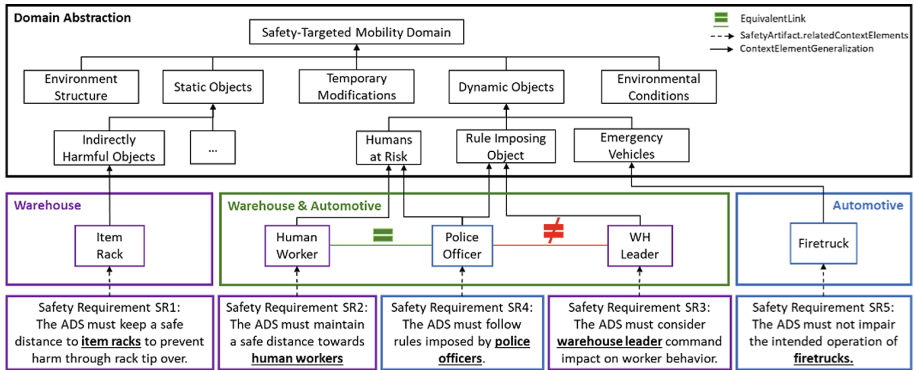 Domain Abstraction
EquivalentLink
SafetyArtifact.relatedContextElements
ContextElementGeneralization
Safety-Targeted Mobility Domain
Environment
Structure
Static Objects
Temporary
Modifications
Dynamic Objects
Environmental
Conditions
Indirectly
Harmful Objects
...
Humans
at Risk
Rule Imposing
Object
Emergency
Vehicles
Warehouse
Warehouse & Automotive
Automotive
Item
Rack
Human
Worker
=
Police
Officer
≠
WH
Leader
Firetruck
Safety Requirement SR1:
The ADS must keep a safe
distance to item racks to prevent
harm through rack tip over.
Safety Requirement SR2:
The ADS must maintain
a safe distance towards
human workers
Safety Requirement SR4:
The ADS must follow
rules imposed by police
officers.
Safety Requirement SR3:
The ADS must consider
warehouse leader command
impact on worker behavior.
Safety Requirement SR5:
The ADS must not impair
the intended operation of
firetrucks.